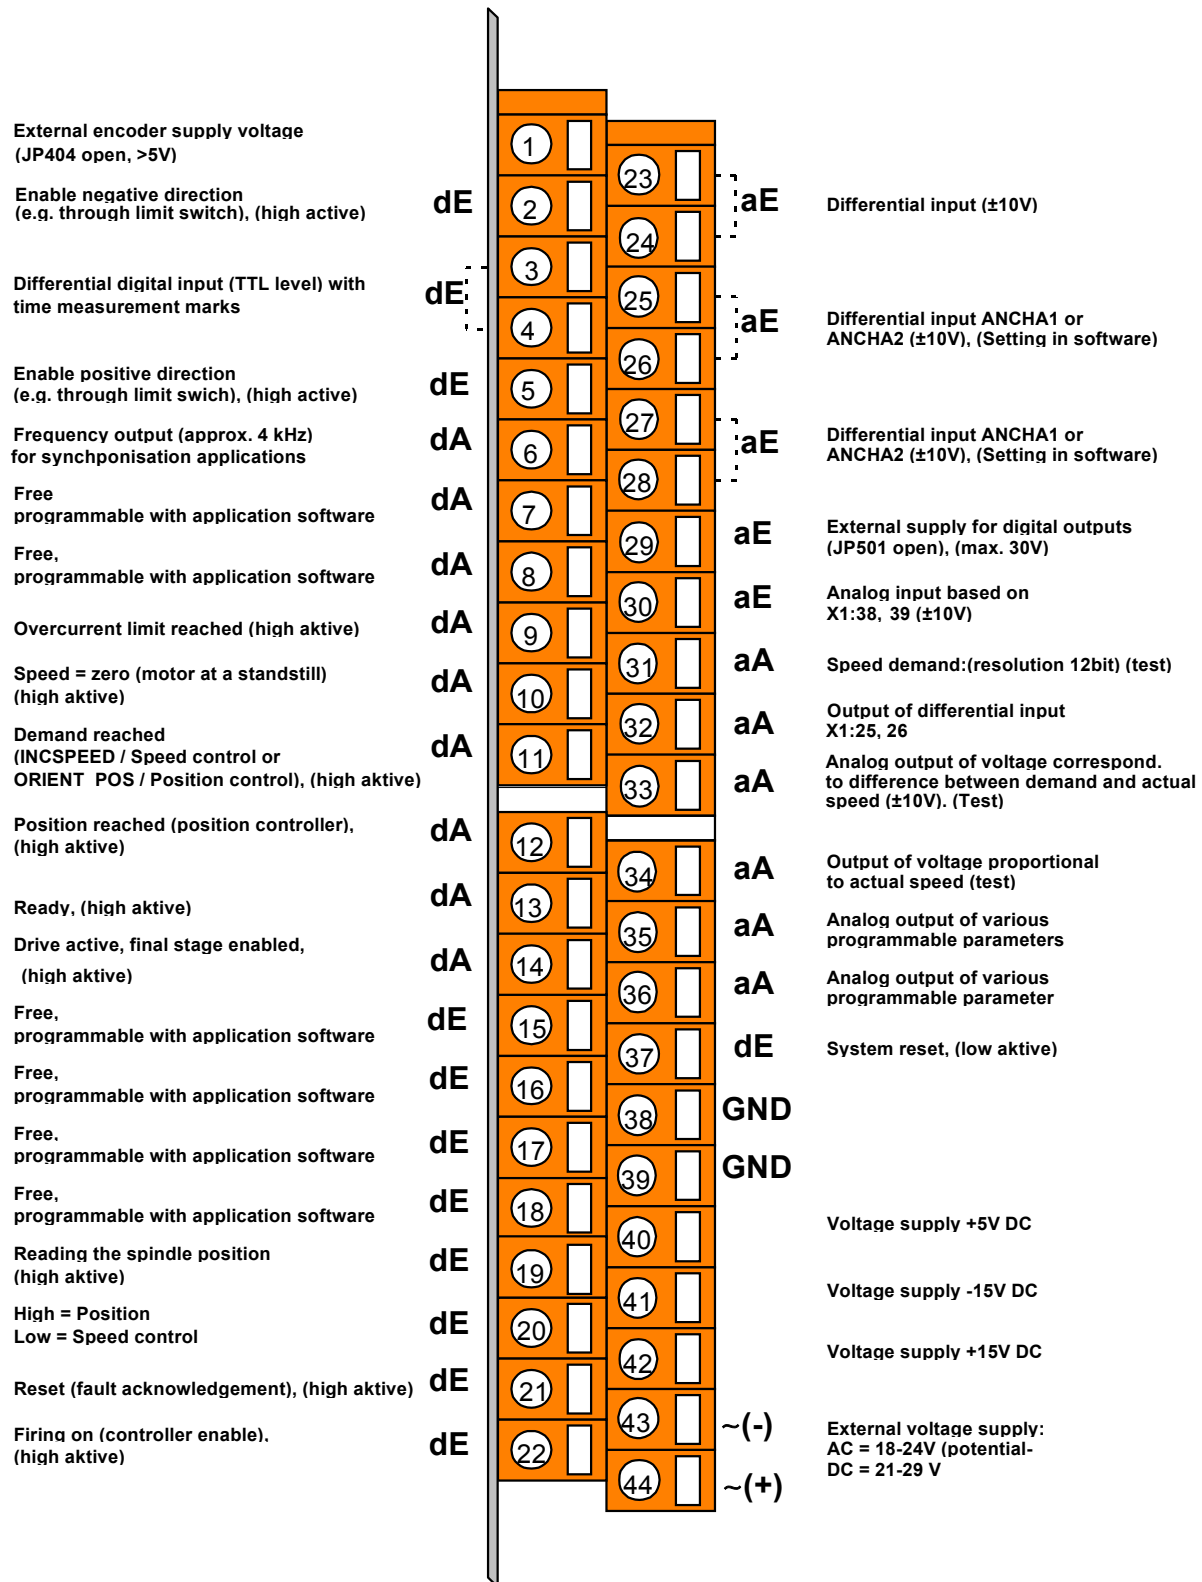 External encoder supply voltage
(JP404 open, >5V)
1
Enable negative direction
(e.g. through limit switch), (high active)
dE
2
Differential digital input (TTL level) with
time measurement marks
dE
3
4
Enable positive direction
(e.g. through limit swich), (high active)
dE
5
Frequency output (approx. 4 kHz)
for synchponisation applications
dA
6
Free
programmable with application software
dA
7
Free,
programmable with application software
dA
8
Overcurrent limit reached (high aktive)
dA
9
Speed = zero (motor at a standstill)
(high aktive)
dA
10
Demand reached
(INCSPEED / Speed control or
ORIENT POS / Position control), (high aktive)
dA
11
Position reached (position controller),
(high aktive)
dA
12
Ready, (high aktive)
dA
13
Drive active, final stage enabled,
(high aktive)
dA
14
Free,
programmable with application software
dE
15
Free,
programmable with application software
dE
16
Free,
programmable with application software
dE
17
Free,
programmable with application software
dE
18
Reading the spindle position
(high aktive)
dE
19
High = Position
Low = Speed control
dE
20
Reset (fault acknowledgement), (high aktive)
dE
21
Firing on (controller enable),
(high aktive)
dE
22
23
24
aE
Differential input (±10V)
25
26
aE
Differential input ANCHA1 or
ANCHA2 (±10V), (Setting in software)
27
28
aE
Differential input ANCHA1 or
ANCHA2 (±10V), (Setting in software)
29
aE
External supply for digital outputs
(JP501 open), (max. 30V)
30
aE
Analog input based on
X1:38, 39 (±10V)
31
aA
Speed demand:(resolution 12bit) (test)
32
aA
Output of differential input
X1:25, 26
33
aA
Analog output of voltage correspond.
to difference between demand and actual
speed (±10V). (Test)
34
aA
Output of voltage proportional
to actual speed (test)
35
aA
Analog output of various
programmable parameters
36
aA
Analog output of various
programmable parameter
37
dE
System reset, (low aktive)
38
GND
39
GND
40
Voltage supply +5V DC
41
Voltage supply -15V DC
42
Voltage supply +15V DC
43
~(-)
External voltage supply:
AC = 18-24V (potential-
DC = 21-29 V
44
~(+)